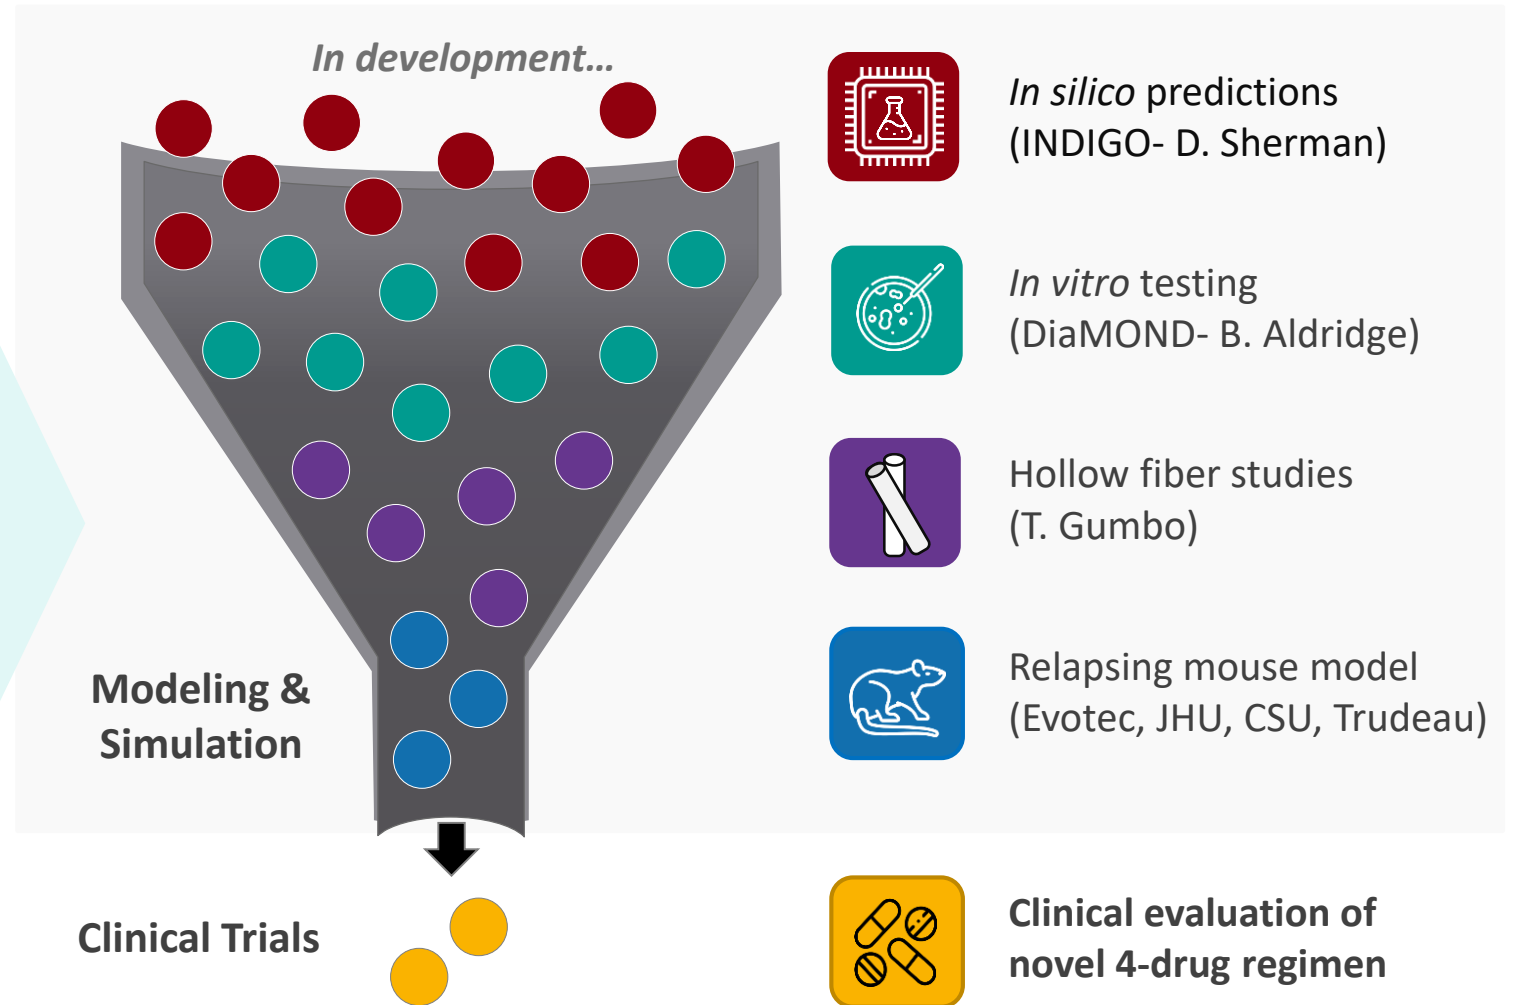 In development…
In silico predictions
(INDIGO- D. Sherman)
In vitro testing
(DiaMOND- B. Aldridge)
Hollow fiber studies
(T. Gumbo)
Relapsing mouse model
(Evotec, JHU, CSU, Trudeau)
Modeling &
Simulation
Clinical Trials
Clinical evaluation of
novel 4-drug regimen